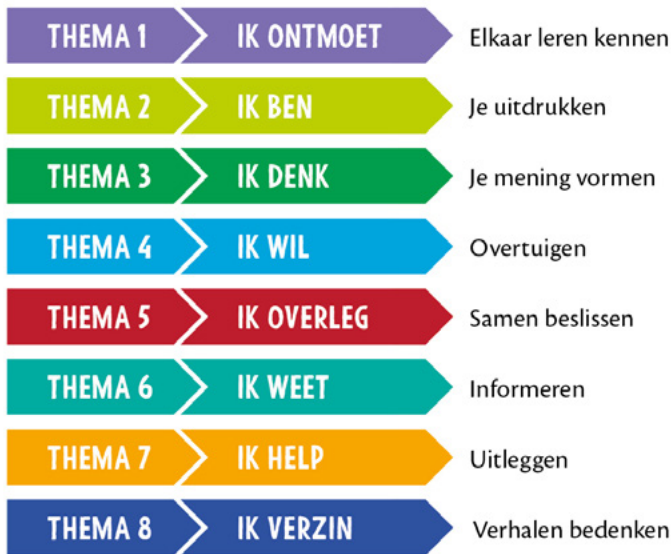 THEMA 1 IK ONTMOET Elkaar leren kennen
THEMA 2 IK BEN Je uitdrukken
THEMA 3 IK DENK Je mening vormen
THEMA 4 IK WIL Overtuigen
THEMA 5 IK OVERLEG Samen beslissen
THEMA 6 IK WEET Informeren
THEMA 7 IK HELP Uitleggen
THEMA 8 IK VERZIN Verhalen bedenken